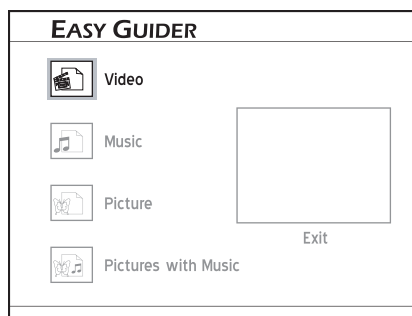 EASY GUIDER
Video
Music
Picture
Exit
Pictures with Music